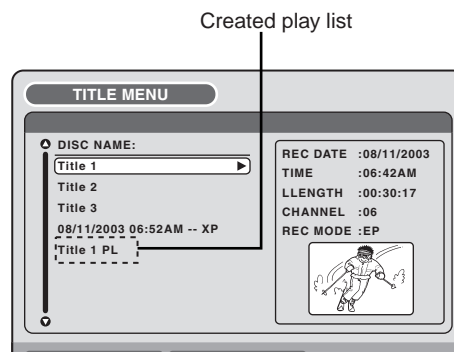 Created play list
TITLE MENU
DISC NAME:
Title 1
Title 2
Title 3
08/11/2003 06:52AM -- XP
Title 1 PL
REC DATE :08/11/2003
TIME :06:42AM
LLENGTH :00:30:17
CHANNEL :06
REC MODE :EP